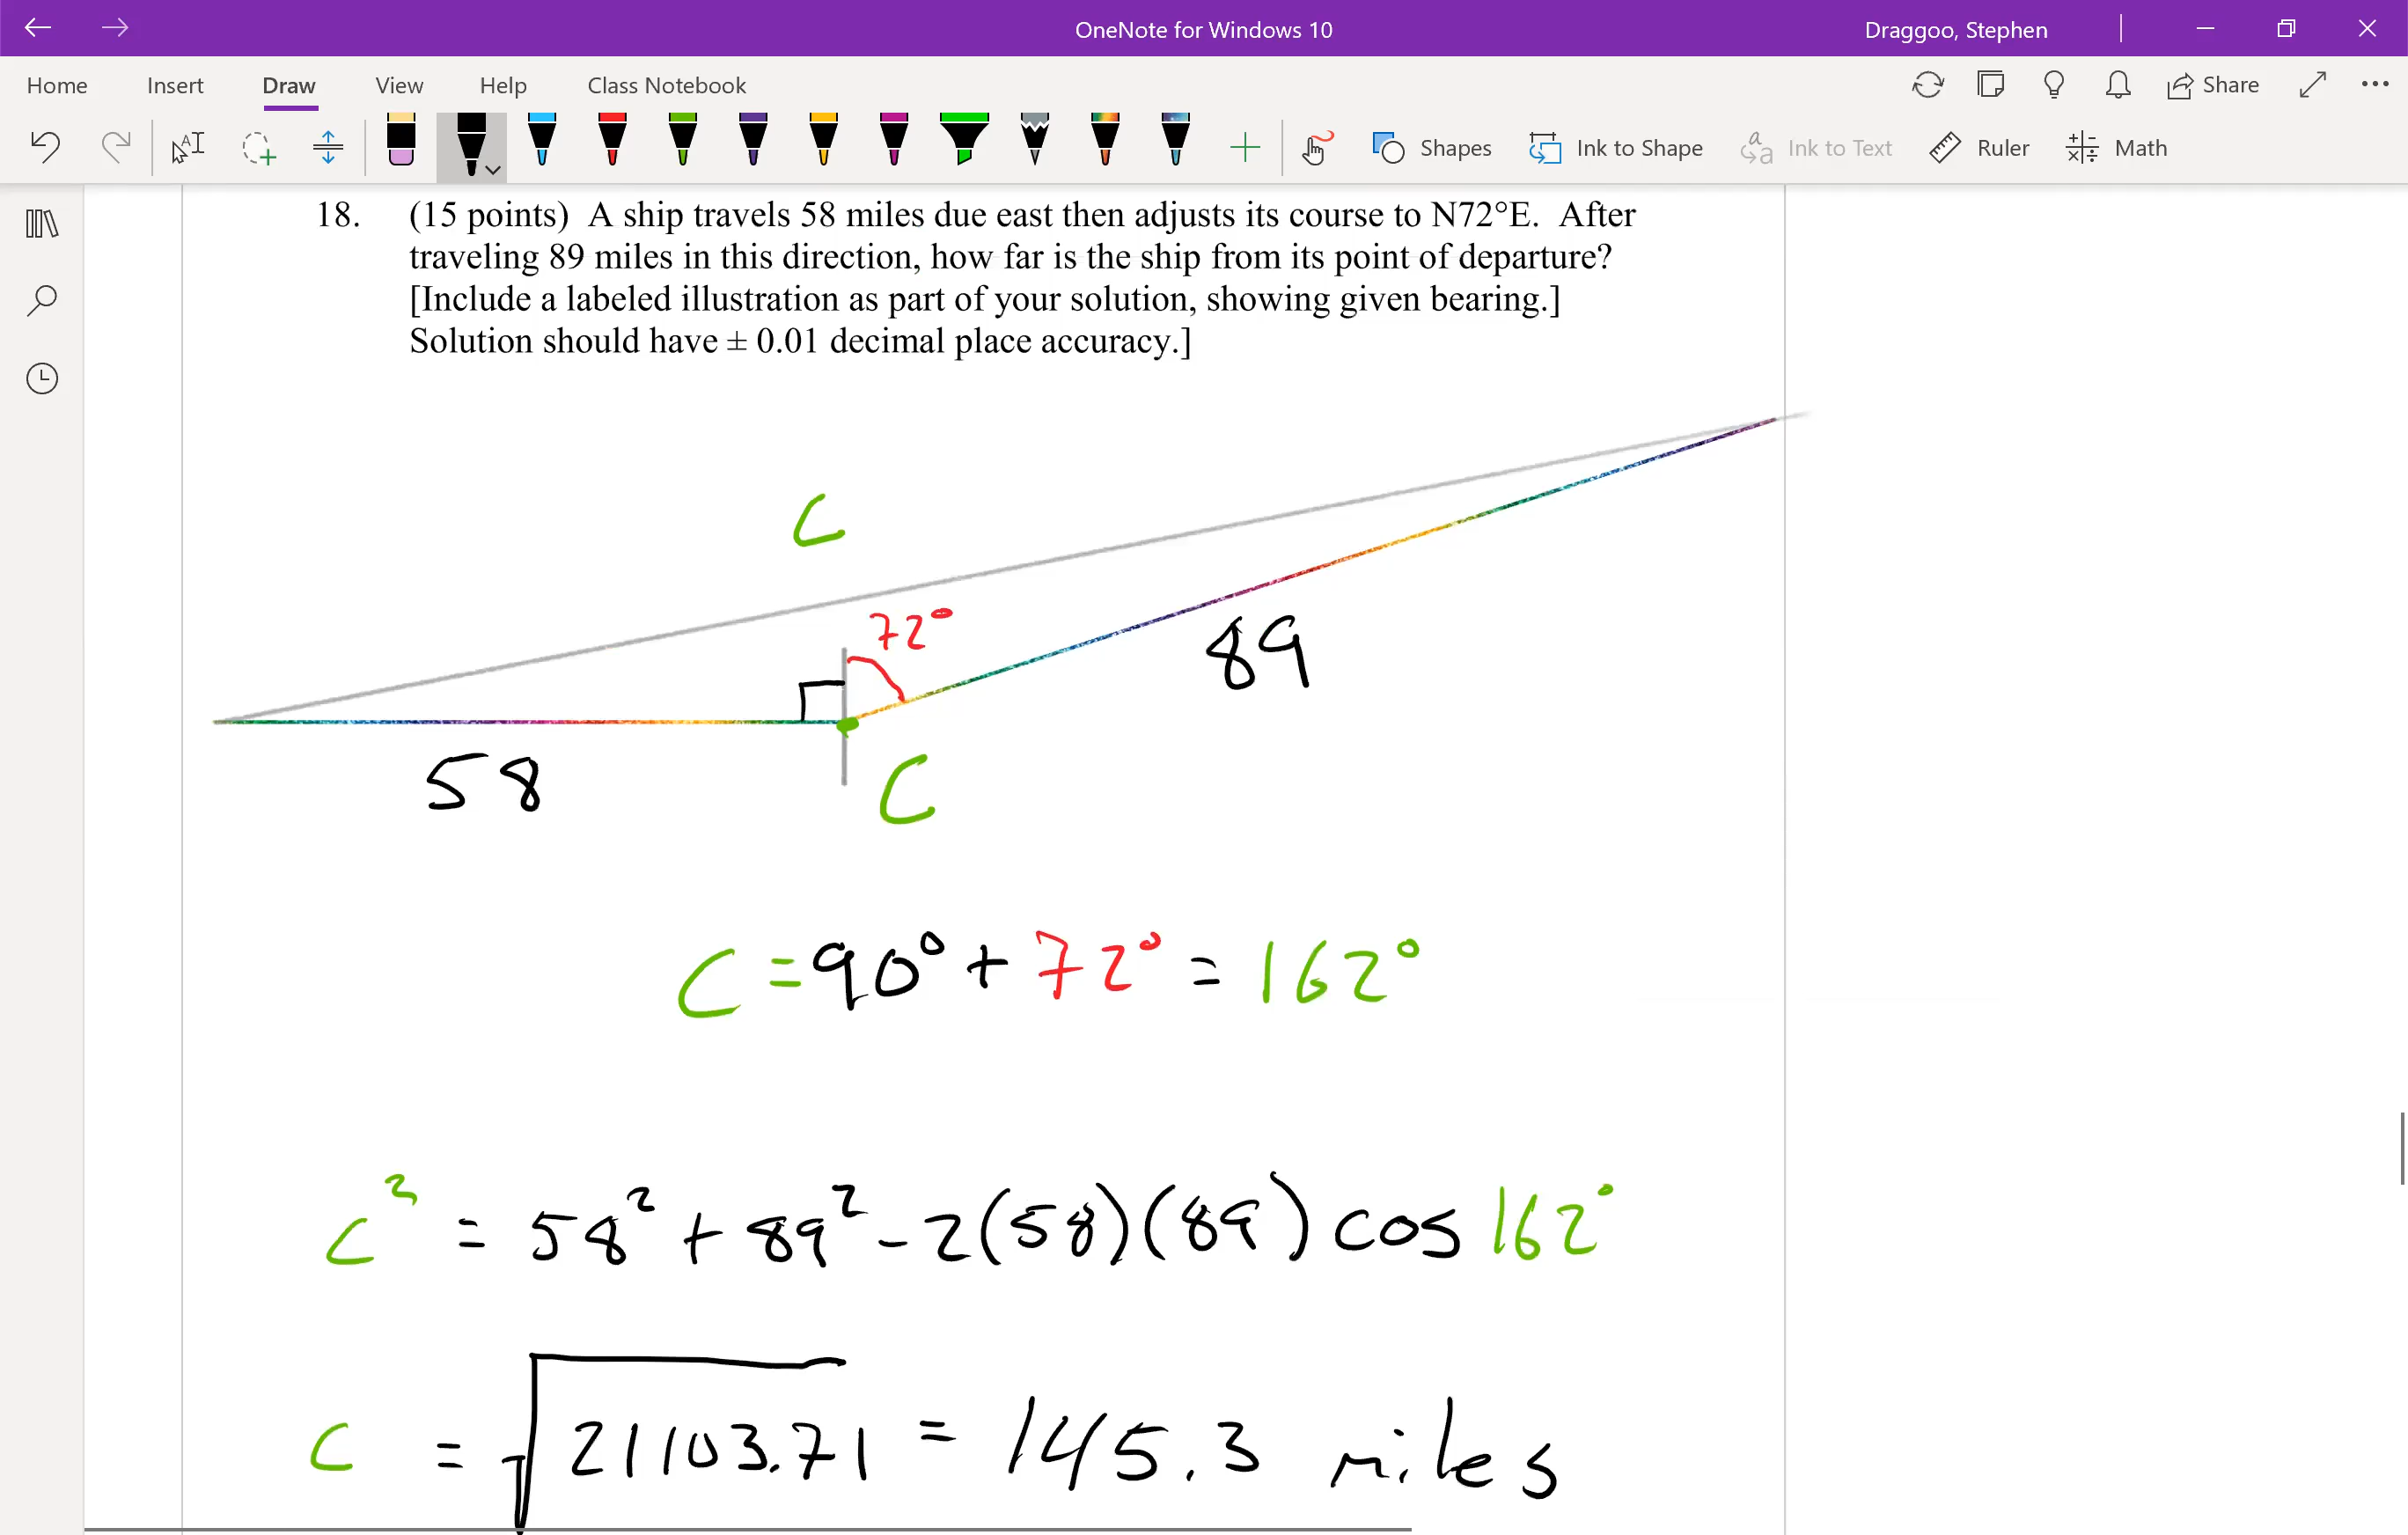 OneNote for Windows 10
Draggoo, Stephen
Home Insert Draw View Help Class Notebook
Share
Shapes Ink to Shape Ink to Text Ruler Math
18. (15 points) A ship travels 58 miles due east then adjusts its course to N72°E. After
traveling 89 miles in this direction, how far is the ship from its point of departure?
[Include a labeled illustration as part of your solution, showing given bearing.]
Solution should have ± 0.01 decimal place accuracy.]
c
72°
89
58
C
C = 90° + 72° = 162°
c² = 58² + 89² - 2(58)(89) cos 162°
c = √21103.71 = 145.3 miles